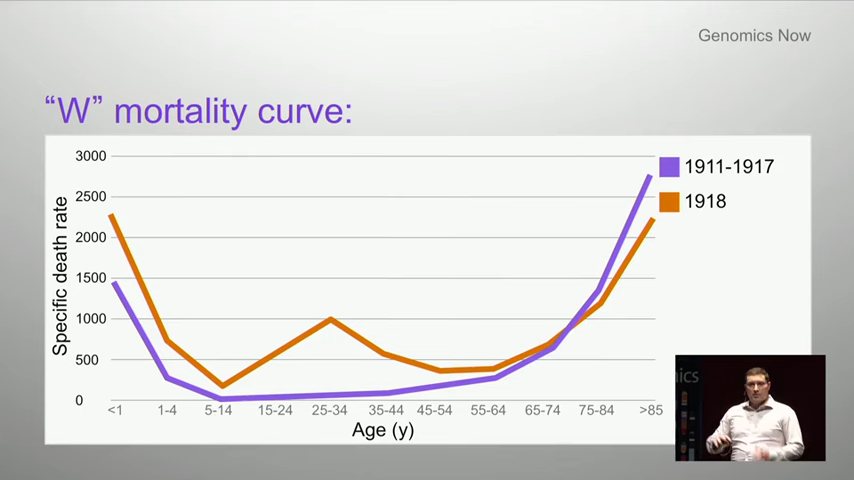 Genomics Now
“W” mortality curve:
3000
2500
2000
1500
1000
500
0
Specific death rate
<1 1-4 5-14 15-24 25-34 35-44 45-54 55-64 65-74 75-84 >85
Age (y)
1911-1917
1918
ics